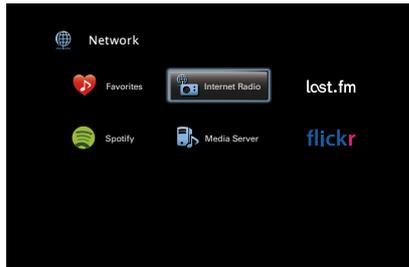 Network
Favorites
Internet Radio
last.fm
Spotify
Media Server
flickr